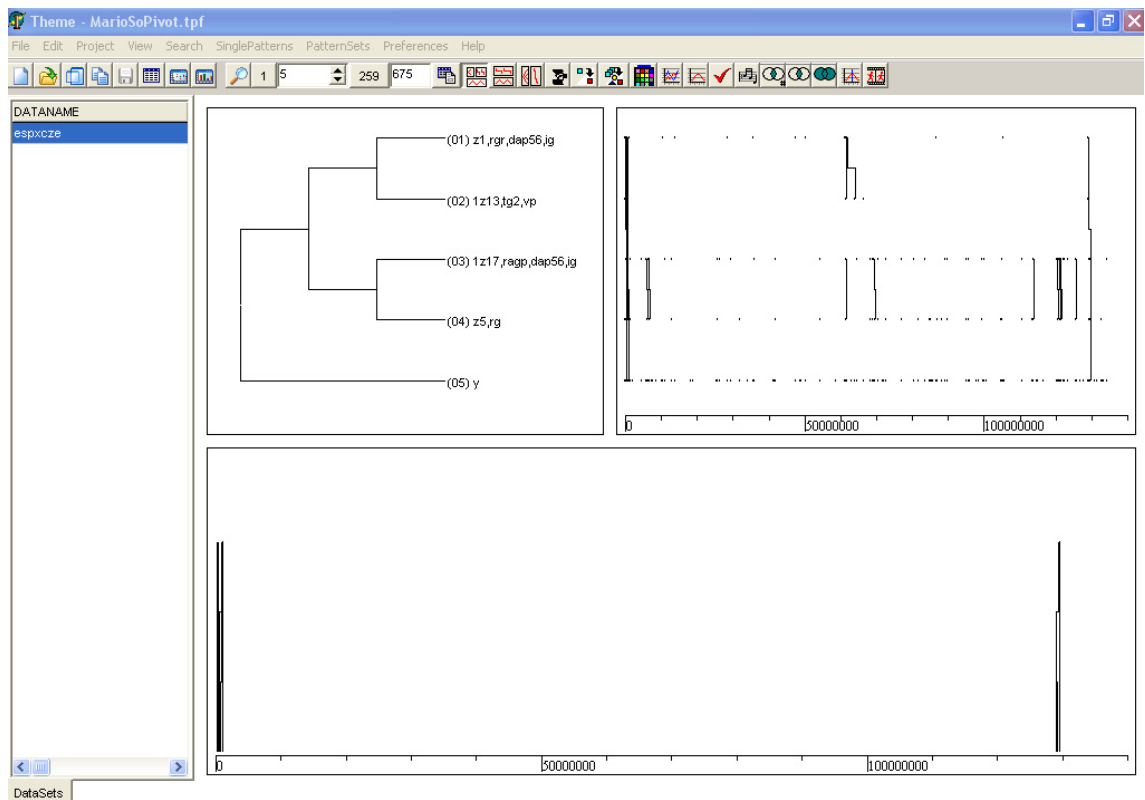 Theme - MarioSoPivot.tpf
File Edit Project View Search SinglePatterns PatternSets Preferences Help
1 5 259 675
DATANAME
espxcze
(01) z1,rgr,dap56,ig
(02) 1z13,tg2,vp
(03) 1z17,ragp,dap56,ig
(04) z5,rg
(05) y
0 50000000 100000000
0 50000000 100000000
DataSets